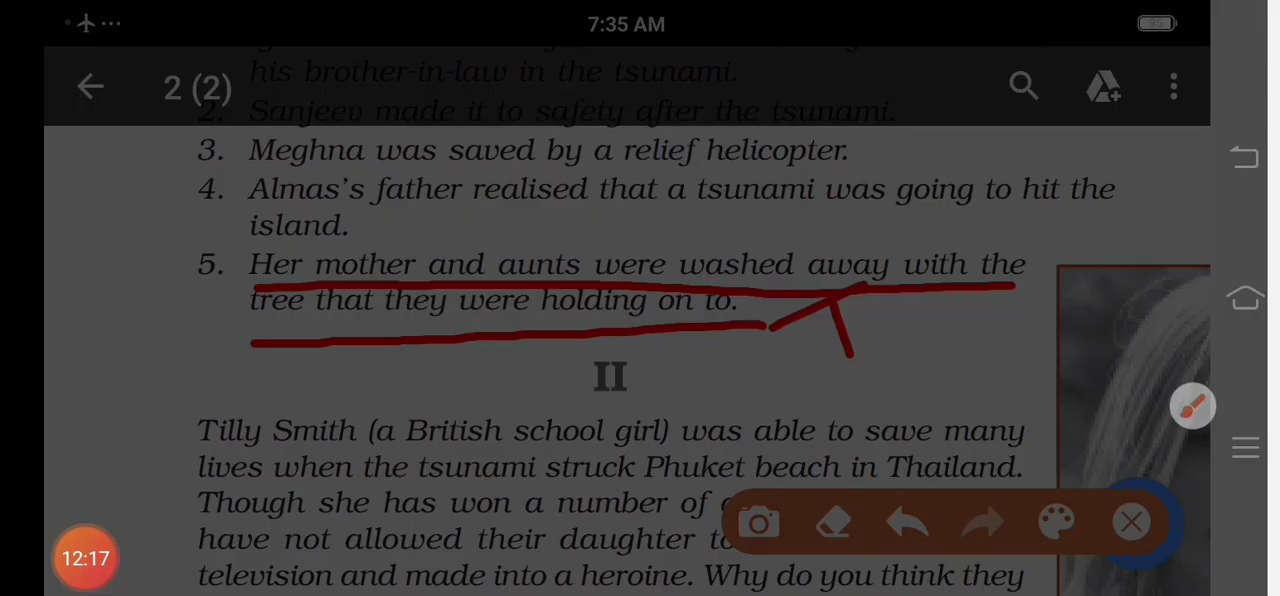 7:35 AM
95
2 (2)
his brother-in-law in the tsunami.
2. Sanjeev made it to safety after the tsunami.
3. Meghna was saved by a relief helicopter.
4. Almas's father realised that a tsunami was going to hit the
island.
5. Her mother and aunts were washed away with the
tree that they were holding on to.
II
Tilly Smith (a British school girl) was able to save many
lives when the tsunami struck Phuket beach in Thailand.
Though she has won a number of
have not allowed their daughter to
television and made into a heroine. Why do you think they
12:17